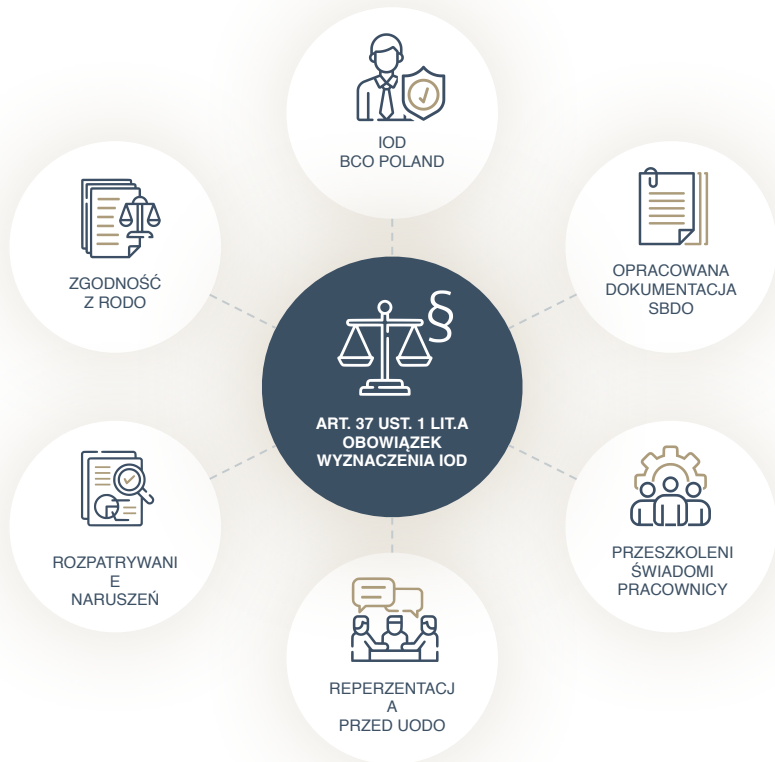 IOD
BCO POLAND
ZGODNOŚĆ
Z RODO
OPRACOWANA
DOKUMENTACJA
SBDO
§
ART. 37 UST. 1 LIT.A
OBOWIĄZEK
WYZNACZENIA IOD
ROZPATRYWANI
E
NARUSZEŃ
PRZESZKOLENI
ŚWIADOMI
PRACOWNICY
REPERZENTACJ
A
PRZED UODO